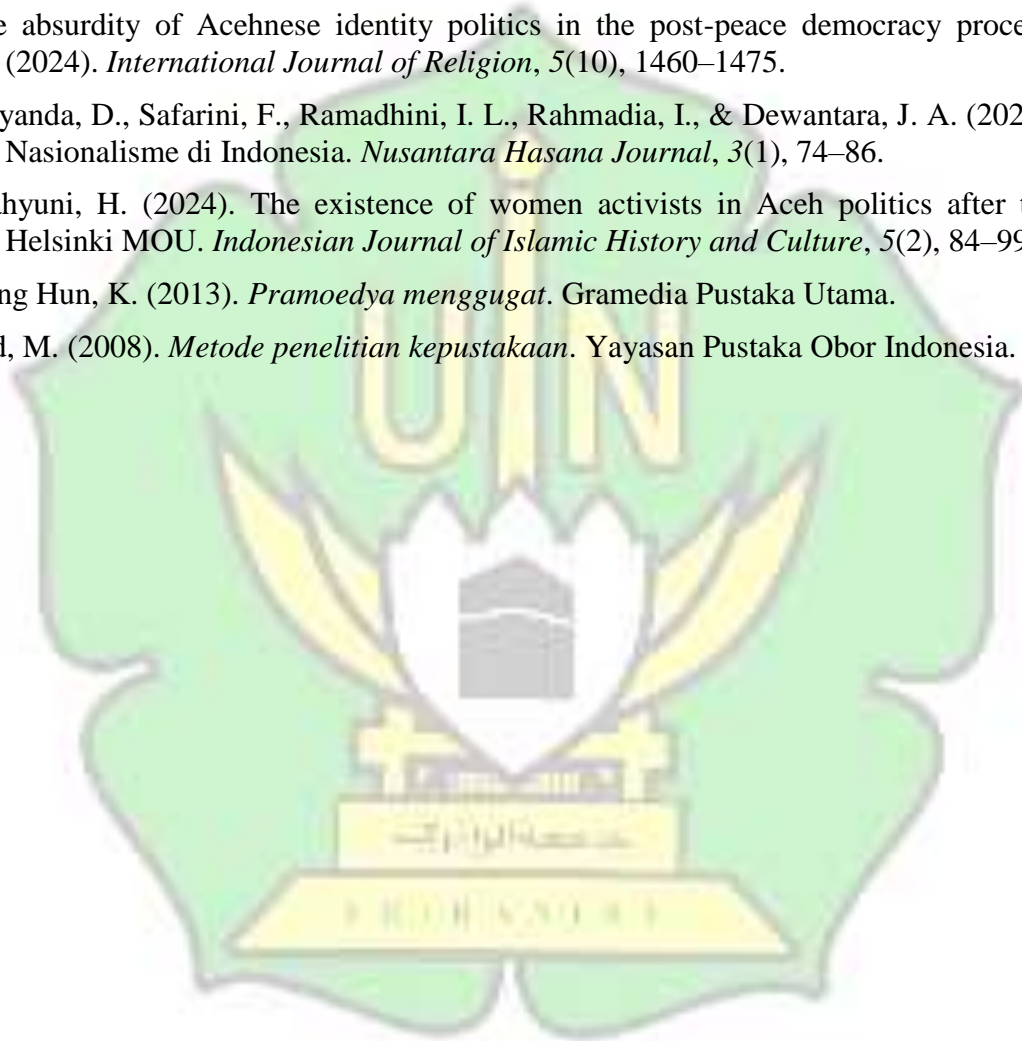 e absurdity of Acehnese identity politics in the post-peace democracy proce
(2024). International Journal of Religion, 5(10), 1460–1475.
yanda, D., Safarini, F., Ramadhini, I. L., Rahmadia, I., & Dewantara, J. A. (202
Nasionalisme di Indonesia. Nusantara Hasana Journal, 3(1), 74–86.
ahyuni, H. (2024). The existence of women activists in Aceh politics after t
Helsinki MOU. Indonesian Journal of Islamic History and Culture, 5(2), 84–99
ng Hun, K. (2013). Pramoedya menggugat. Gramedia Pustaka Utama.
d, M. (2008). Metode penelitian kepustakaan. Yayasan Pustaka Obor Indonesia.
UIN